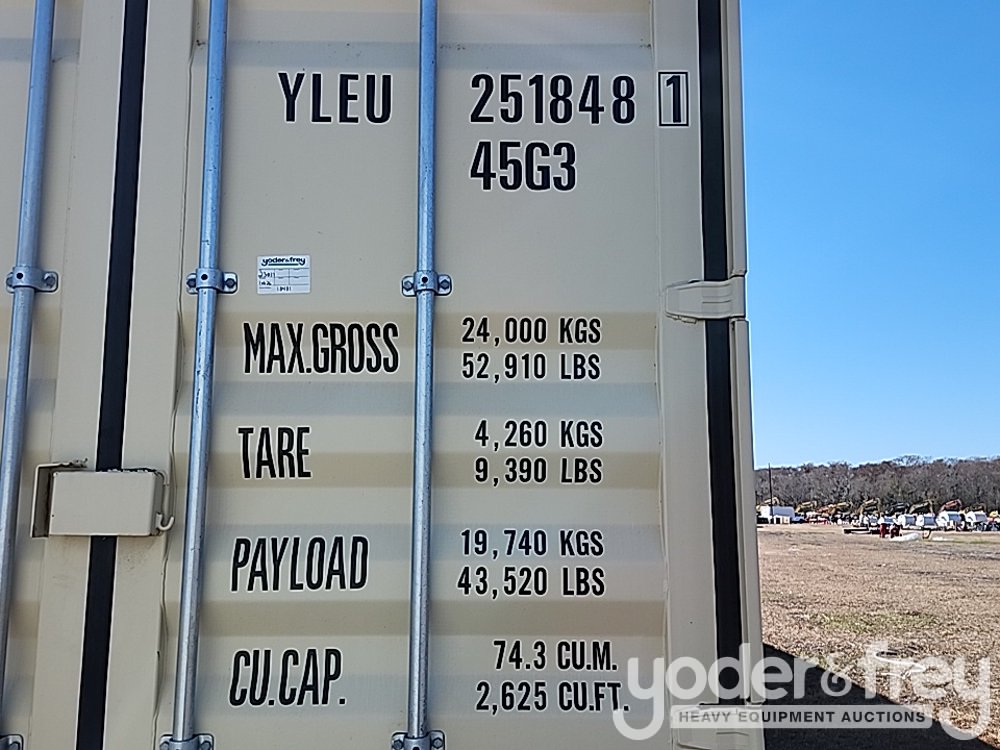 YLEU 251848 1
45G3
yoder&frey
MAX.GROSS 24,000 KGS
52,910 LBS
TARE 4,260 KGS
9,390 LBS
PAYLOAD 19,740 KGS
43,520 LBS
CU.CAP. 74.3 CU.M.
2,625 CU.FT.
yoder&frey
HEAVY EQUIPMENT AUCTIONS